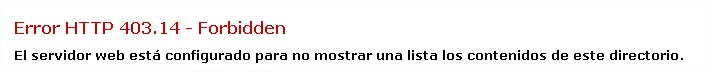 Error HTTP 403.14 - Forbidden
El servidor web está configurado para no mostrar una lista los contenidos de este directorio.